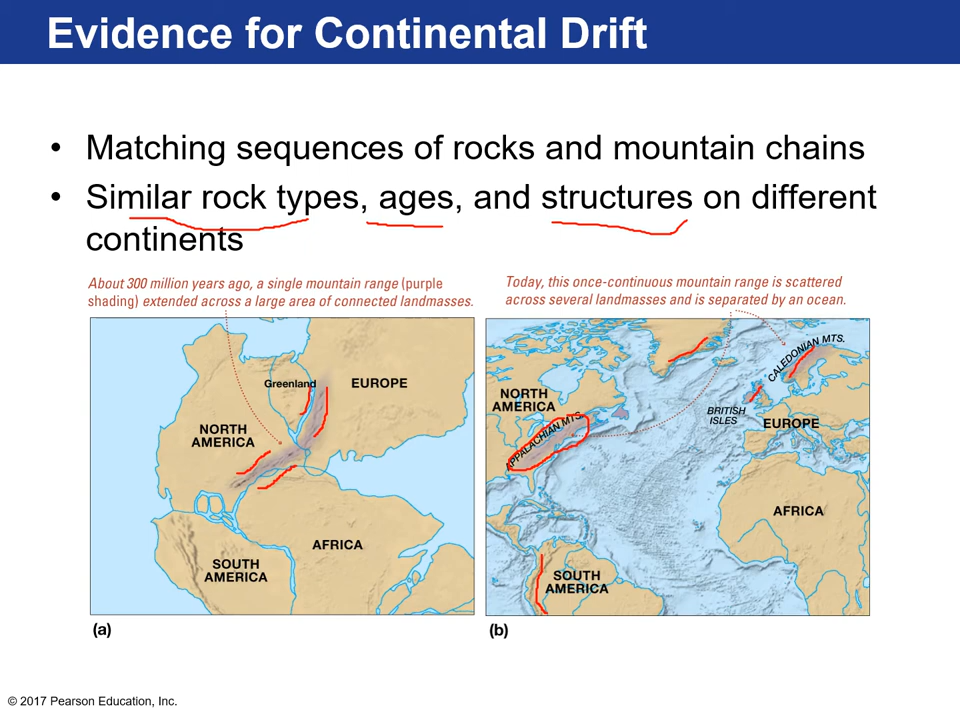 Evidence for Continental Drift
• Matching sequences of rocks and mountain chains
• Similar rock types, ages, and structures on different
continents
About 300 million years ago, a single mountain range (purple
shading) extended across a large area of connected landmasses.
Greenland
EUROPE
NORTH
AMERICA
AFRICA
SOUTH
AMERICA
(a)
Today, this once-continuous mountain range is scattered
across several landmasses and is separated by an ocean.
CALEDONIAN MTS.
NORTH
AMERICA
APPALACHIAN MTS.
BRITISH
ISLES
EUROPE
AFRICA
SOUTH
AMERICA
(b)
© 2017 Pearson Education, Inc.